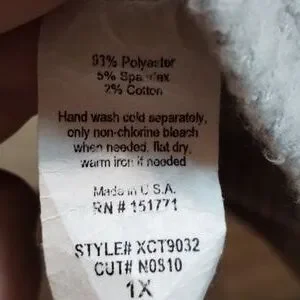 93% Polyester
5% Spandex
2% Cotton
Hand wash cold separately,
only non-chlorine bleach
when needed, flat dry,
warm iron if needed
Made in U.S.A.
RN # 151771
STYLE# XCT9032
CUT# N0810
1X